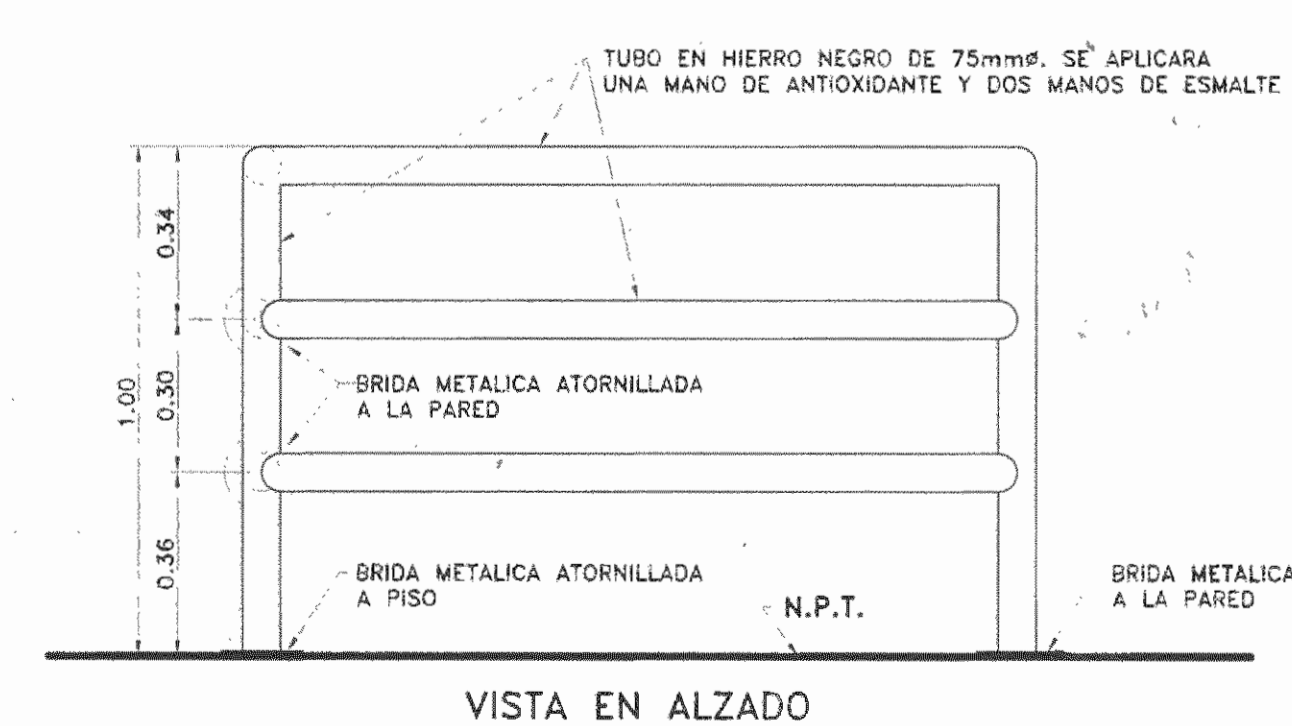 TUBO EN HIERRO NEGRO DE 75mmø. SE APLICARA
UNA MANO DE ANTIOXIDANTE Y DOS MANOS DE ESMALTE
0.34
1.00
0.30
BRIDA METALICA ATORNILLADA
A LA PARED
0.36
BRIDA METALICA ATORNILLADA
A PISO
N.P.T.
BRIDA METALICA
A LA PARED
VISTA EN ALZADO